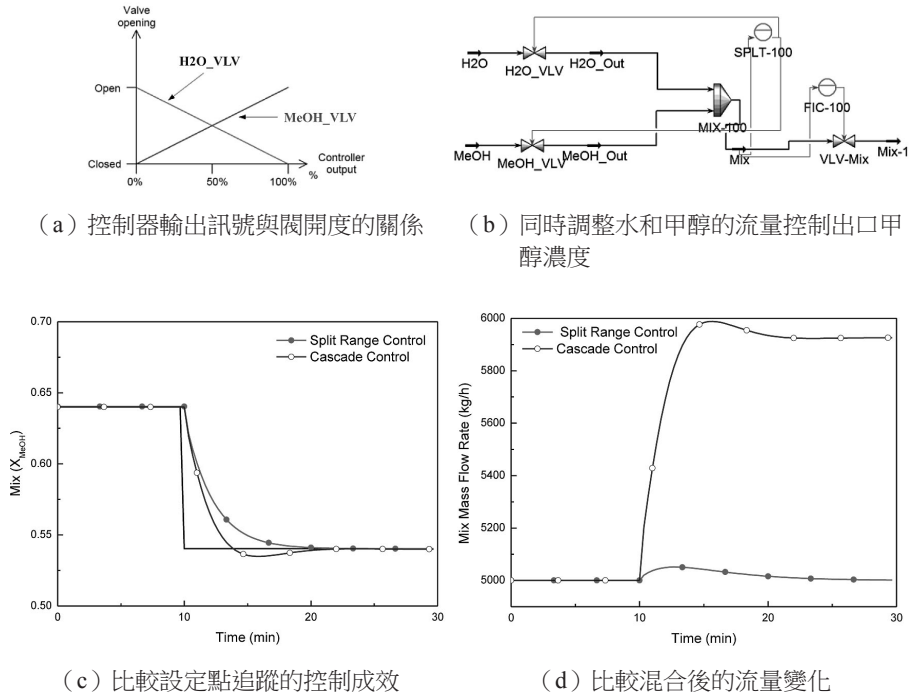 Valve
opening
H2O_VLV
Open
MeOH_VLV
Closed
Controller
output
0%
50%
100%
%
(a)控制器輸出訊號與閥開度的關係
SPLT-100
H2O
H2O_VLV
H2O_Out
FIC-100
MIX-100
MeOH
MeOH_VLV
MeOH_Out
Mix
VLV-Mix
Mix-1
(b)同時調整水和甲醇的流量控制出口甲
醇濃度
0.70
0.65
0.60
0.55
0.50
Mix (XMeOH)
Split Range Control
Cascade Control
0
10
20
30
Time (min)
(c)比較設定點追蹤的控制成效
6000
5800
5600
5400
5200
5000
Mix Mass Flow Rate (kg/h)
Split Range Control
Cascade Control
0
10
20
30
Time (min)
(d)比較混合後的流量變化